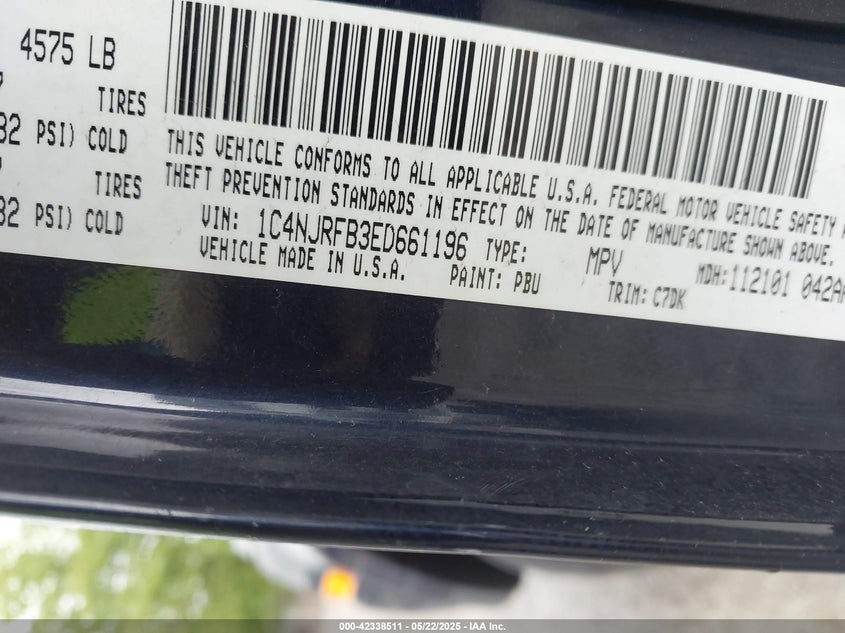 4575 LB
TIRES
32 PSI) COLD
TIRES
32 PSI) COLD
THIS VEHICLE CONFORMS TO ALL APPLICABLE U.S.A. FEDERAL MOTOR VEHICLE SAFETY
THEFT PREVENTION STANDARDS IN EFFECT ON THE DATE OF MANUFACTURE SHOWN ABOVE.
VIN: 1C4NJRFB3ED661196 TYPE: MPV MDH:112101 042A
VEHICLE MADE IN U.S.A. PAINT: PBU TRIM: C7DK
000-42338511 - 05/22/2025 - IAA Inc.